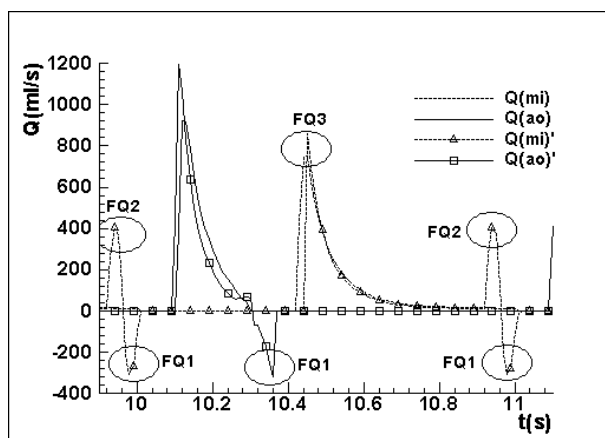 Q(ml/s)
1200
1000
800
600
400
200
0
-200
-400
10
10.2
10.4
10.6
10.8
11
t(s)
Q(mi)
Q(ao)
Q(mi)'
Q(ao)'
FQ3
FQ2
FQ2
FQ1
FQ1
FQ1